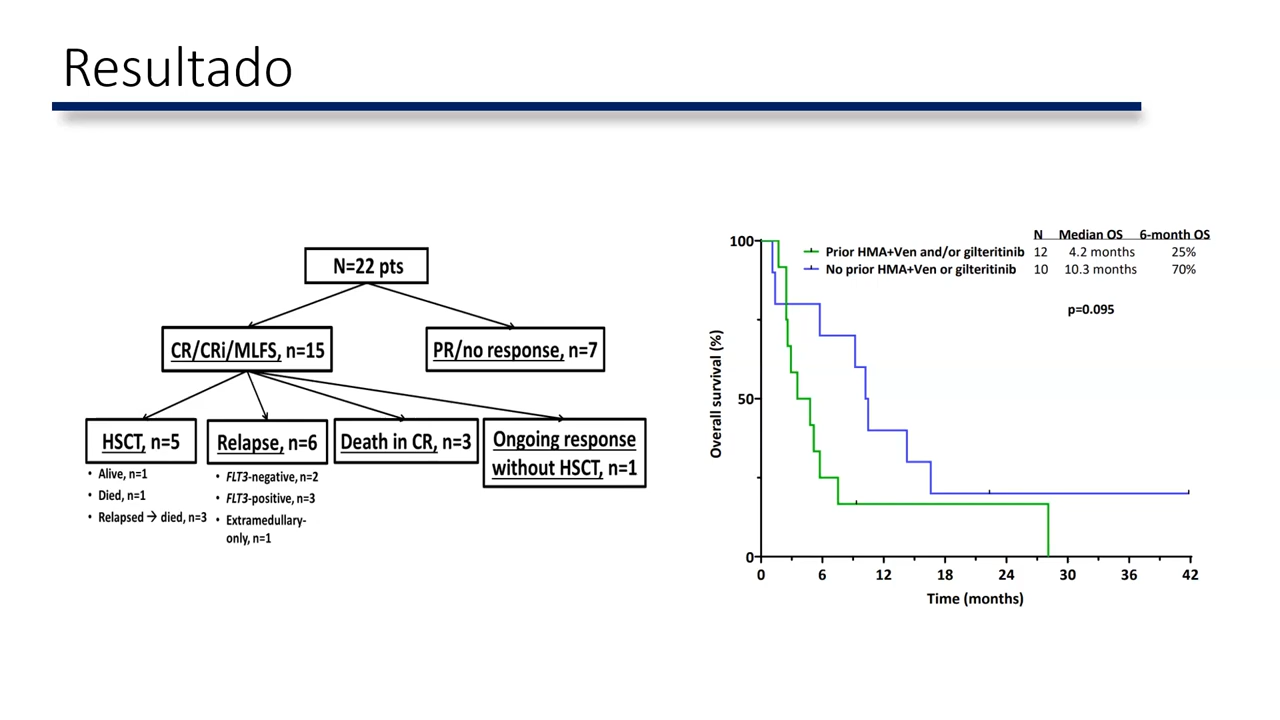 Resultado
N=22 pts
CR/CRi/MLFS, n=15
PR/no response, n=7
HSCT, n=5
• Alive, n=1
• Died, n=1
• Relapsed → died, n=3
Relapse, n=6
• FLT3-negative, n=2
• FLT3-positive, n=3
• Extramedullary-
only, n=1
Death in CR, n=3
Ongoing response
without HSCT, n=1
N Median OS 6-month OS
Prior HMA+Ven and/or gilteritinib 12 4.2 months 25%
No prior HMA+Ven or gilteritinib 10 10.3 months 70%
p=0.095
Overall survival (%)
100
50
0
0 6 12 18 24 30 36 42
Time (months)